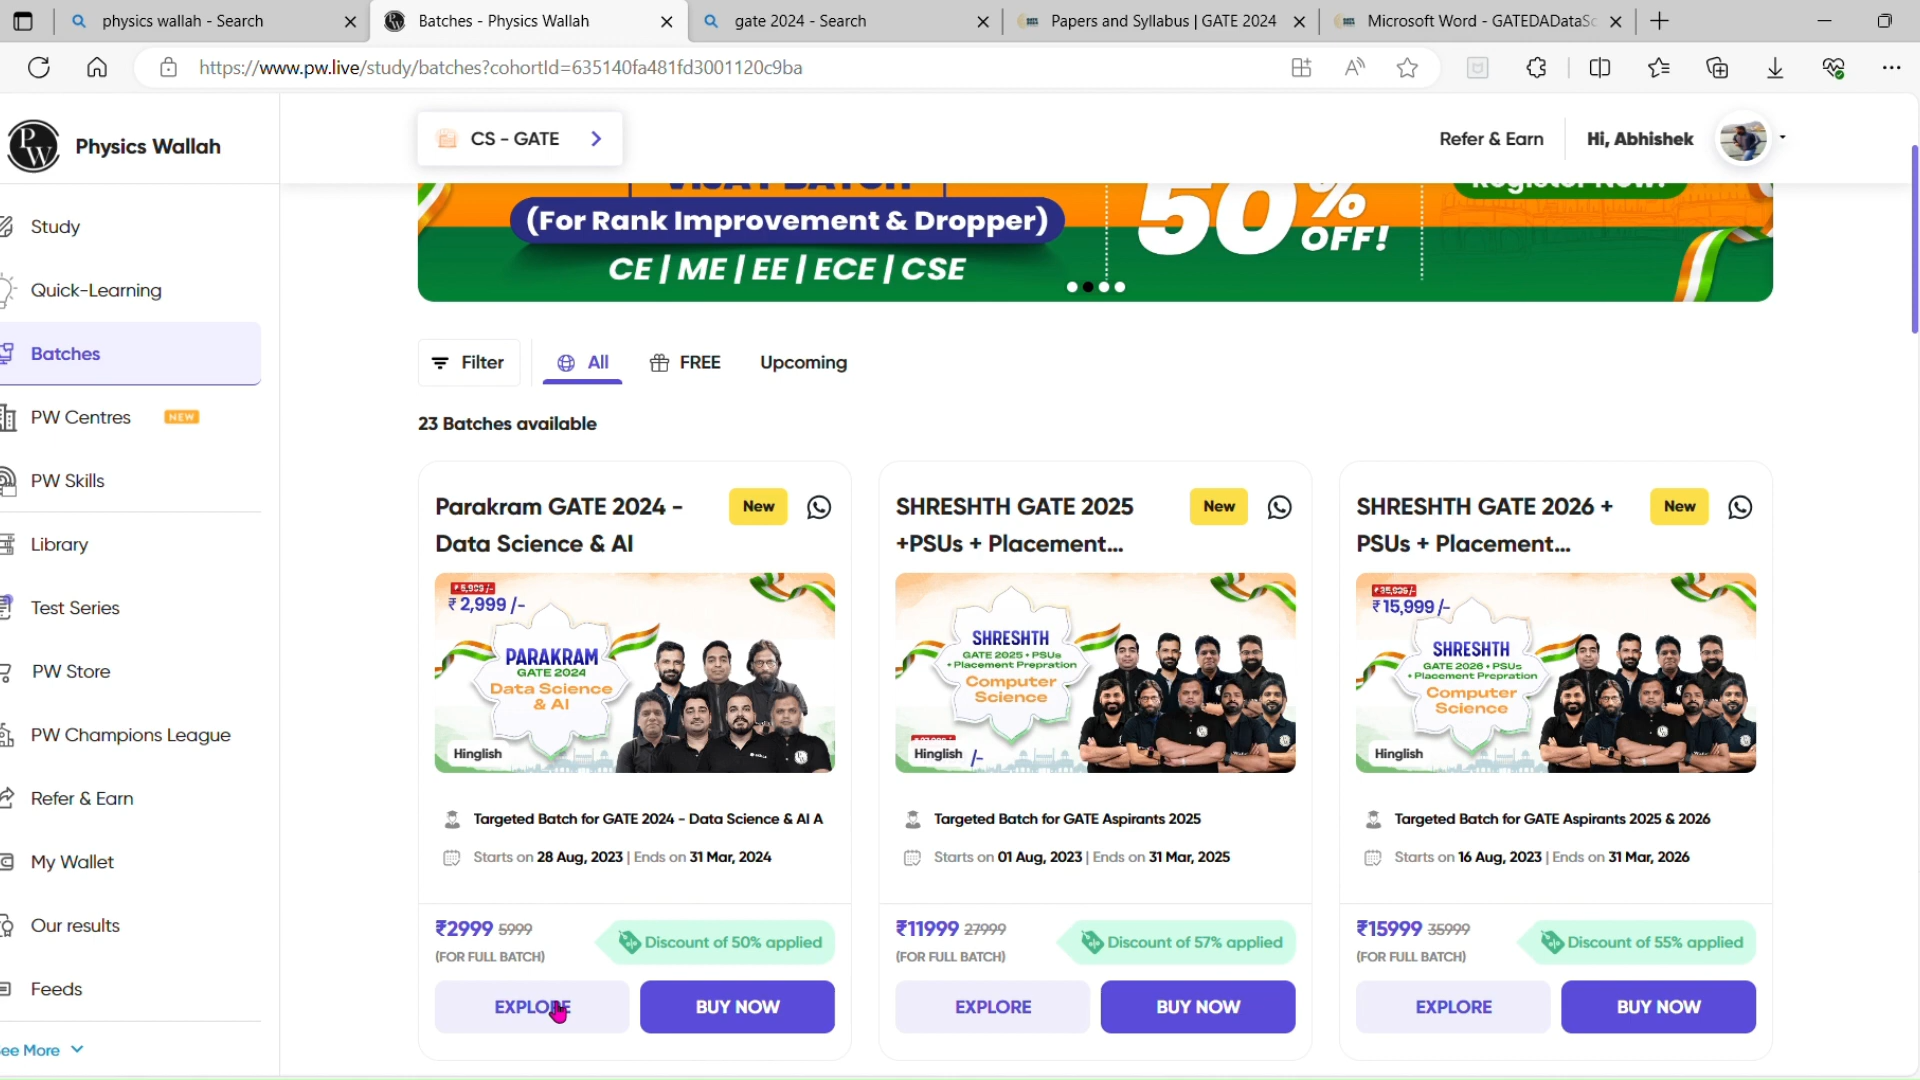 physics wallah - Search
Batches - Physics Wallah
gate 2024 - Search
Papers and Syllabus | GATE 2024
Microsoft Word - GATEDADataSc
https://www.pw.live/study/batches?cohortId=635140fa481fd3001120c9ba
PW
Physics Wallah
CS - GATE
Refer & Earn
Hi, Abhishek
Study
Quick-Learning
Batches
PW Centres NEW
PW Skills
Library
Test Series
PW Store
PW Champions League
Refer & Earn
My Wallet
Our results
Feeds
ee More
VIJAY BATCH
(For Rank Improvement & Dropper)
CE | ME | EE | ECE | CSE
50% OFF!
Register Now!
Filter
All
FREE
Upcoming
23 Batches available
Parakram GATE 2024 -
Data Science & AI
New
₹5,999/-
₹2,999/-
PARAKRAM
GATE 2024
Data Science
& AI
Hinglish
Targeted Batch for GATE 2024 - Data Science & AI A
Starts on 28 Aug, 2023 | Ends on 31 Mar, 2024
₹2999 5999
(FOR FULL BATCH)
Discount of 50% applied
EXPLORE
BUY NOW
SHRESHTH GATE 2025
+PSUs + Placement...
New
SHRESHTH
GATE 2025 • PSUs
• Placement Prepration
Computer
Science
Hinglish /-
Targeted Batch for GATE Aspirants 2025
Starts on 01 Aug, 2023 | Ends on 31 Mar, 2025
₹11999 27999
(FOR FULL BATCH)
Discount of 57% applied
EXPLORE
BUY NOW
SHRESHTH GATE 2026 +
PSUs + Placement...
New
₹35,999/-
₹15,999/-
SHRESHTH
GATE 2026 • PSUs
• Placement Prepration
Computer
Science
Hinglish
Targeted Batch for GATE Aspirants 2025 & 2026
Starts on 16 Aug, 2023 | Ends on 31 Mar, 2026
₹15999 35999
(FOR FULL BATCH)
Discount of 55% applied
EXPLORE
BUY NOW